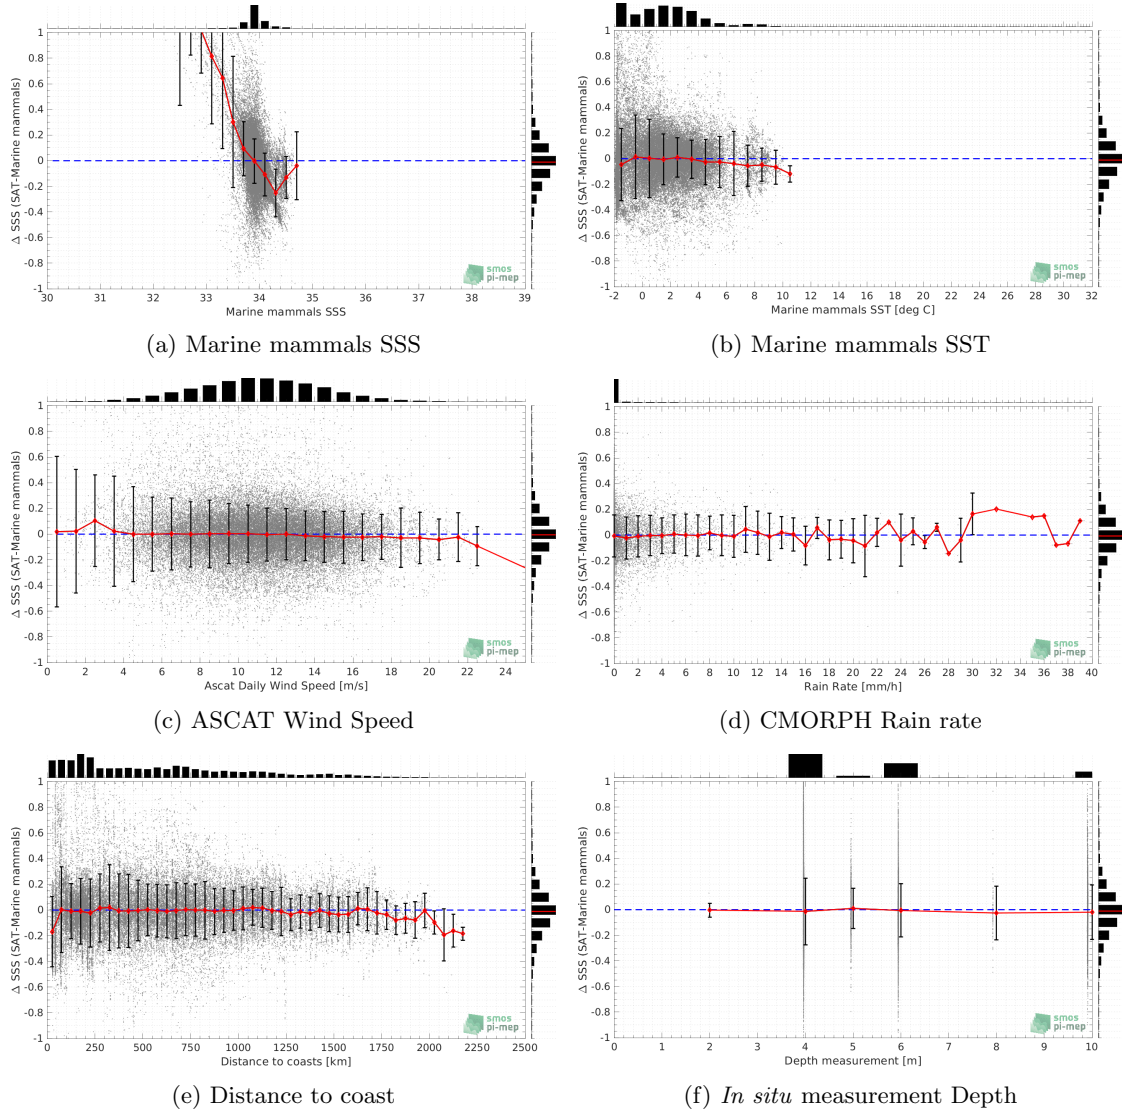 Δ SSS (SAT-Marine mammals)
1
0.8
0.6
0.4
0.2
0
-0.2
-0.4
-0.6
-0.8
-1
30 31 32 33 34 35 36 37 38 39
Marine mammals SSS
smos
pi-mep
(a) Marine mammals SSS
Δ SSS (SAT-Marine mammals)
1
0.8
0.6
0.4
0.2
0
-0.2
-0.4
-0.6
-0.8
-1
-2 0 2 4 6 8 10 12 14 16 18 20 22 24 26 28 30 32
Marine mammals SST [deg C]
smos
pi-mep
(b) Marine mammals SST
Δ SSS (SAT-Marine mammals)
1
0.8
0.6
0.4
0.2
0
-0.2
-0.4
-0.6
-0.8
-1
0 2 4 6 8 10 12 14 16 18 20 22 24
Ascat Daily Wind Speed [m/s]
smos
pi-mep
(c) ASCAT Wind Speed
Δ SSS (SAT-Marine mammals)
1
0.8
0.6
0.4
0.2
0
-0.2
-0.4
-0.6
-0.8
-1
0 2 4 6 8 10 12 14 16 18 20 22 24 26 28 30 32 34 36 38 40
Rain Rate [mm/h]
smos
pi-mep
(d) CMORPH Rain rate
Δ SSS (SAT-Marine mammals)
1
0.8
0.6
0.4
0.2
0
-0.2
-0.4
-0.6
-0.8
-1
0 250 500 750 1000 1250 1500 1750 2000 2250 2500
Distance to coasts [km]
smos
pi-mep
(e) Distance to coast
Δ SSS (SAT-Marine mammals)
1
0.8
0.6
0.4
0.2
0
-0.2
-0.4
-0.6
-0.8
-1
0 1 2 3 4 5 6 7 8 9 10
Depth measurement [m]
smos
pi-mep
(f) In situ measurement Depth